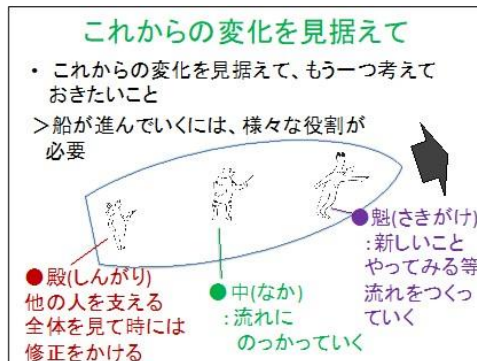 これからの変化を見据えて
・ これからの変化を見据えて、もう一つ考えて
おきたいこと
＞船が進んでいくには、様々な役割が
必要
●魁(さきがけ)
:新しいこと
やってみる等
流れをつくっ
ていく
●中(なか)
:流れに
のっかっていく
●殿(しんがり)
他の人を支える
全体を見て時には
修正をかける